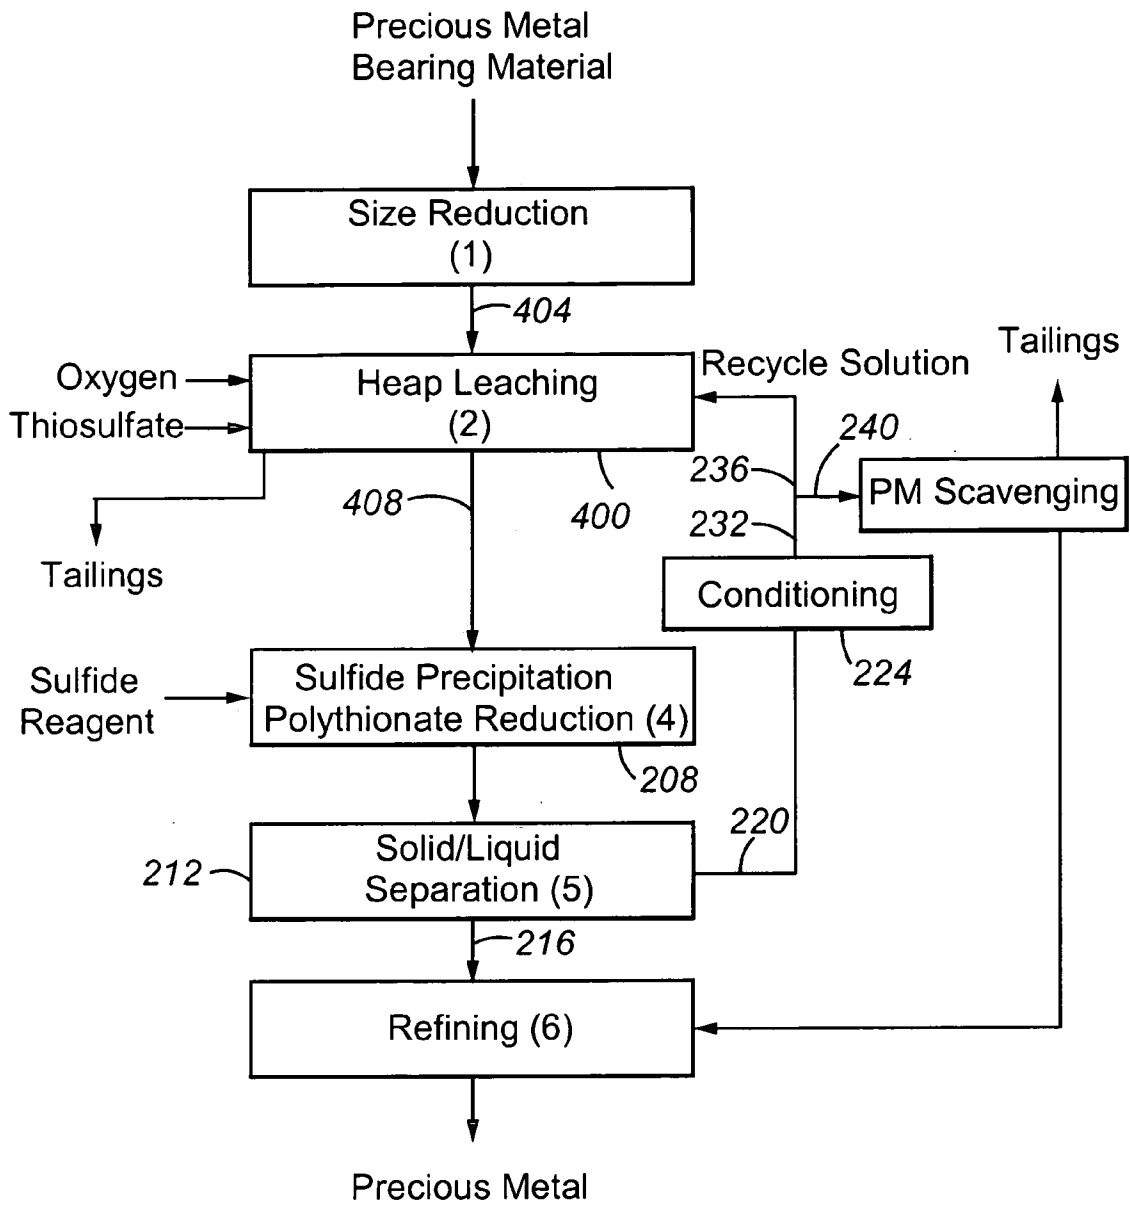 Precious Metal
Bearing Material
Size Reduction
(1)
404
Tailings
Oxygen
Thiosulfate
Heap Leaching
(2)
Recycle Solution
240
236
PM Scavenging
408
400
232
Tailings
Conditioning
224
Sulfide
Reagent
Sulfide Precipitation
Polythionate Reduction (4)
208
220
212
Solid/Liquid
Separation (5)
216
Refining (6)
Precious Metal